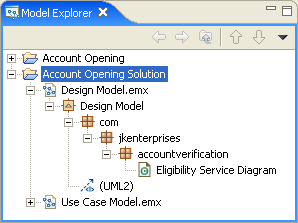 Model Explorer
Account Opening
Account Opening Solution
Design Model.emx
Design Model
com
jkenterprises
accountverification
Eligibility Service Diagram
(UML2)
Use Case Model.emx